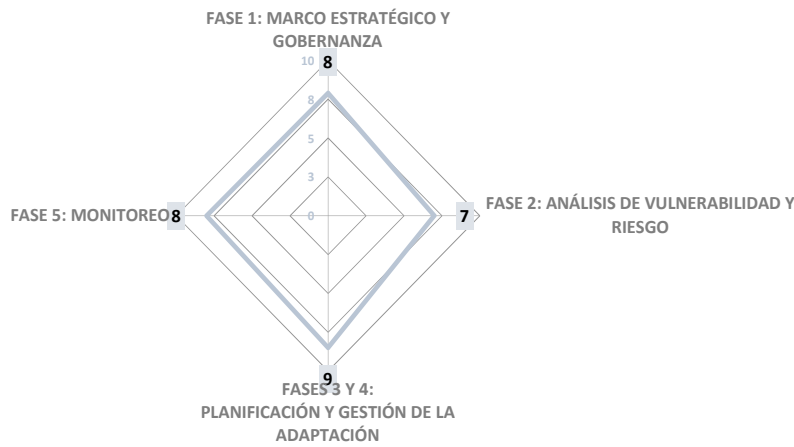 FASE 1: MARCO ESTRATÉGICO Y
GOBERNANZA
10
8
8
5
3
0
FASE 5: MONITOREO
8
7
FASE 2: ANÁLISIS DE VULNERABILIDAD Y
RIESGO
9
FASES 3 Y 4:
PLANIFICACIÓN Y GESTIÓN DE LA
ADAPTACIÓN